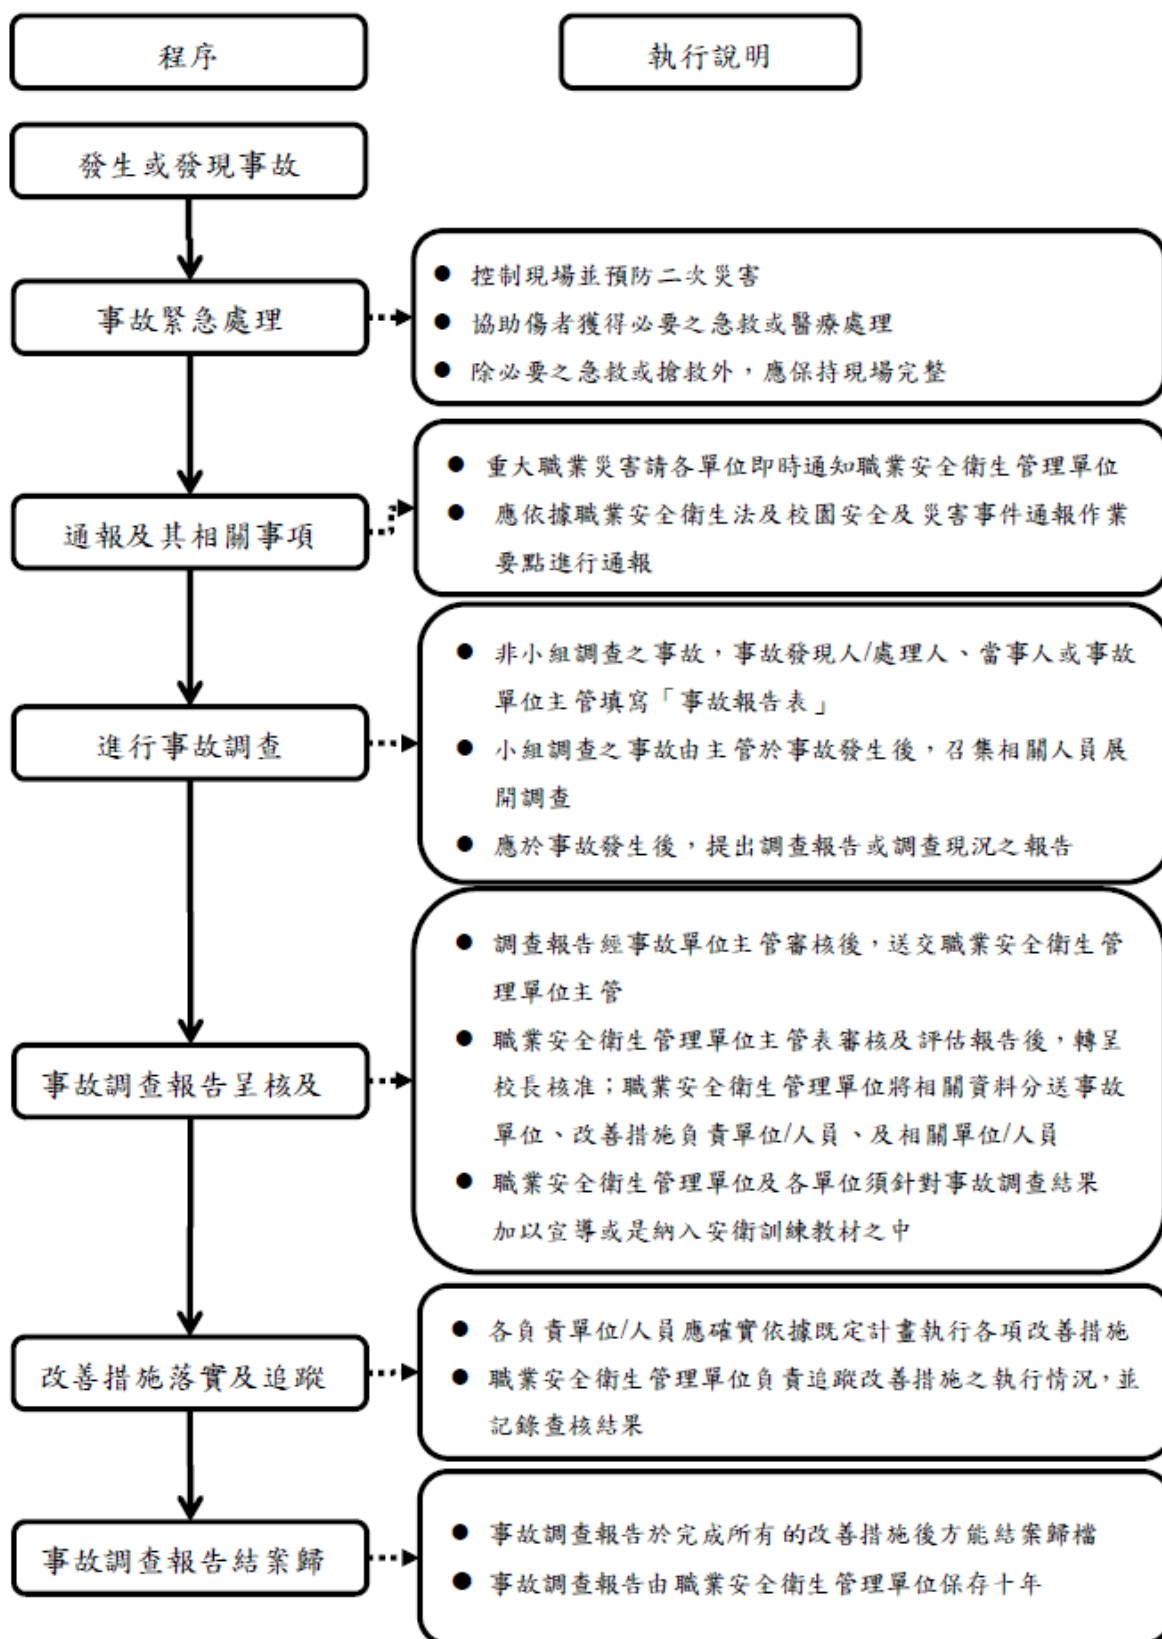 程序
執行說明
發生或發現事故
事故緊急處理
● 控制現場並預防二次災害
● 協助傷者獲得必要之急救或醫療處理
● 除必要之急救或搶救外，應保持現場完整
通報及其相關事項
● 重大職業災害請各單位即時通知職業安全衛生管理單位
● 應依據職業安全衛生法及校園安全及災害事件通報作業
要點進行通報
進行事故調查
● 非小組調查之事故，事故發現人/處理人、當事人或事故
單位主管填寫「事故報告表」
● 小組調查之事故由主管於事故發生後，召集相關人員展
開調查
● 應於事故發生後，提出調查報告或調查現況之報告
事故調查報告呈核及
● 調查報告經事故單位主管審核後，送交職業安全衛生管
理單位主管
● 職業安全衛生管理單位主管表審核及評估報告後，轉呈
校長核准；職業安全衛生管理單位將相關資料分送事故
單位、改善措施負責單位/人員、及相關單位/人員
● 職業安全衛生管理單位及各單位須針對事故調查結果
加以宣導或是納入安衛訓練教材之中
改善措施落實及追蹤
● 各負責單位/人員應確實依據既定計畫執行各項改善措施
● 職業安全衛生管理單位負責追蹤改善措施之執行情況，並
記錄查核結果
事故調查報告結案歸
● 事故調查報告於完成所有的改善措施後方能結案歸檔
● 事故調查報告由職業安全衛生管理單位保存十年